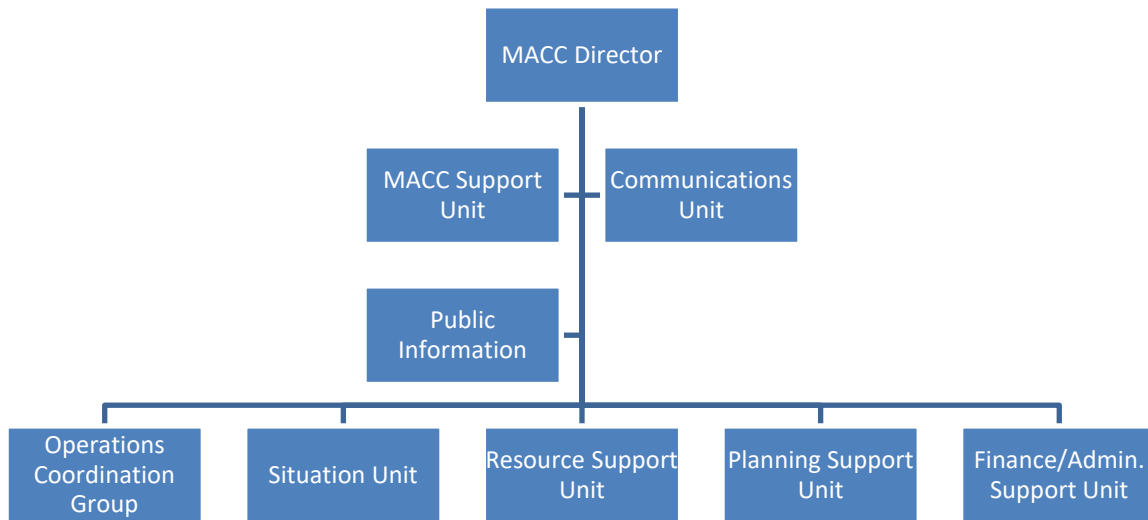 MACC Director
MACC Support
Unit
Communications
Unit
Public
Information
Operations
Coordination
Group
Situation Unit
Resource Support
Unit
Planning Support
Unit
Finance/Admin.
Support Unit